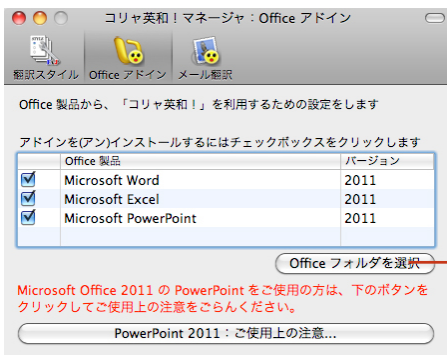 コリャ英和！マネージャ：Office アドイン
翻訳スタイル Office アドイン メール翻訳
Office 製品から、「コリャ英和！」を利用するための設定をします
アドインを(アン)インストールするにはチェックボックスをクリックします
Office 製品 バージョン
Microsoft Word 2011
Microsoft Excel 2011
Microsoft PowerPoint 2011
Office フォルダを選択
Microsoft Office 2011 の PowerPoint をご使用の方は、下のボタンを
クリックしてご使用上の注意をごらんください。
PowerPoint 2011：ご使用上の注意...